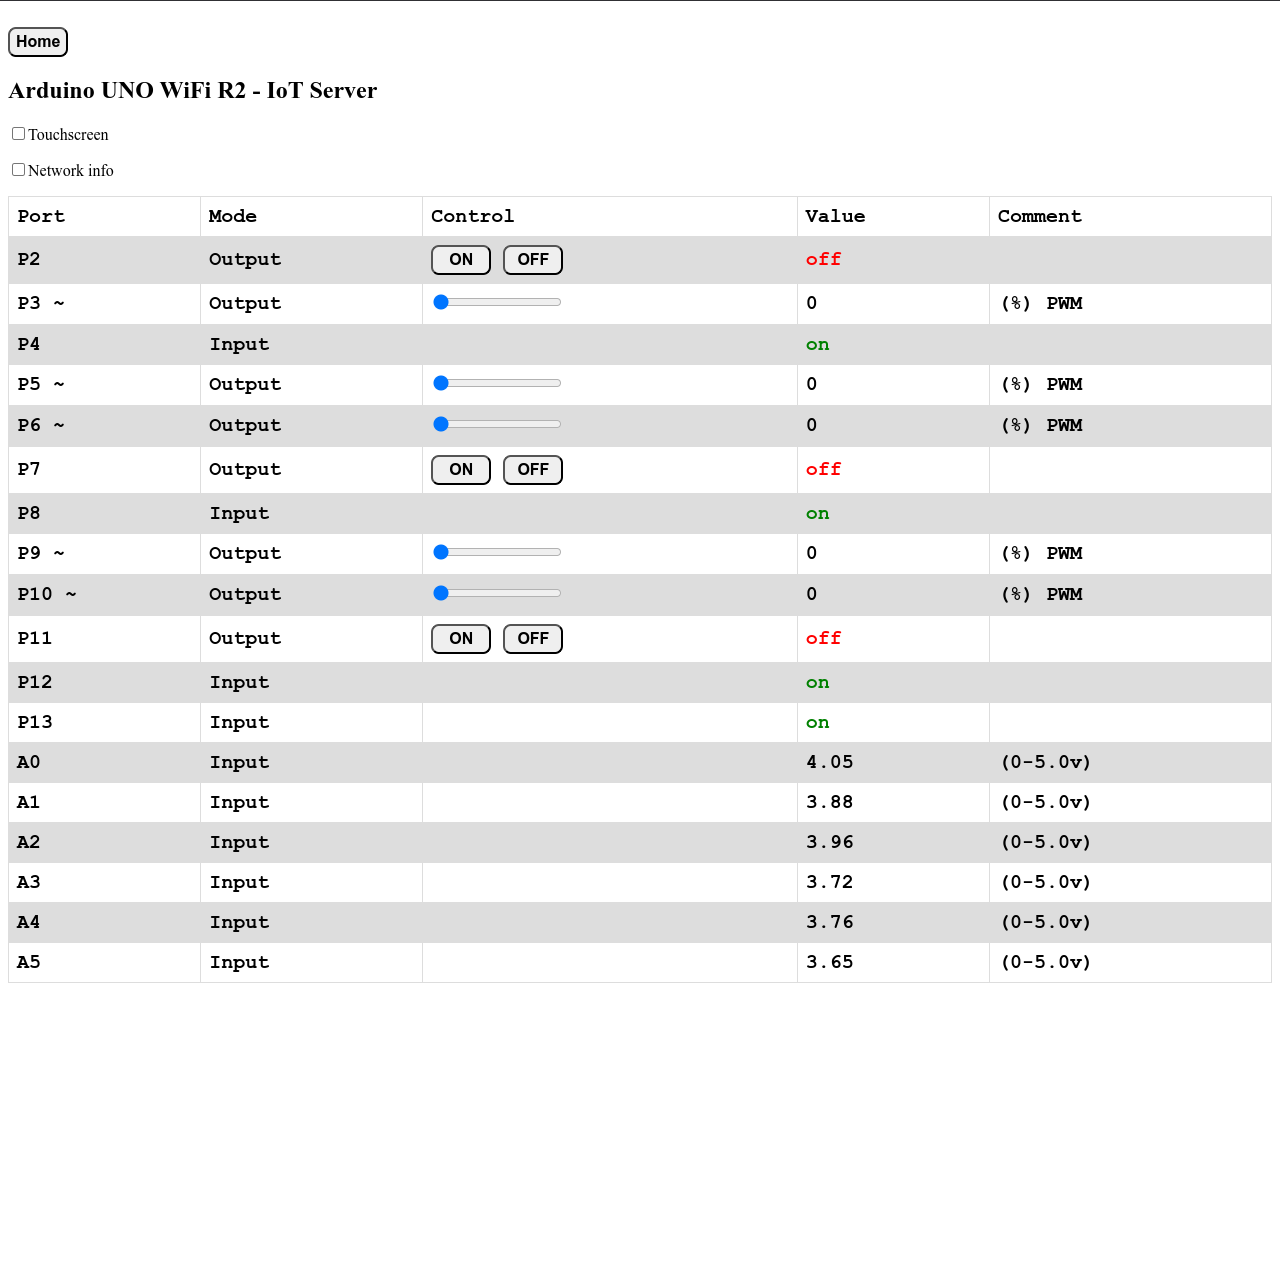 Home
Arduino UNO WiFi R2 - IoT Server
Touchscreen
Network info
Port Mode Control Value Comment
P2 Output ON OFF off
P3 ~ Output 0 (%) PWM
P4 Input on
P5 ~ Output 0 (%) PWM
P6 ~ Output 0 (%) PWM
P7 Output ON OFF off
P8 Input on
P9 ~ Output 0 (%) PWM
P10 ~ Output 0 (%) PWM
P11 Output ON OFF off
P12 Input on
P13 Input on
A0 Input 4.05 (0-5.0v)
A1 Input 3.88 (0-5.0v)
A2 Input 3.96 (0-5.0v)
A3 Input 3.72 (0-5.0v)
A4 Input 3.76 (0-5.0v)
A5 Input 3.65 (0-5.0v)